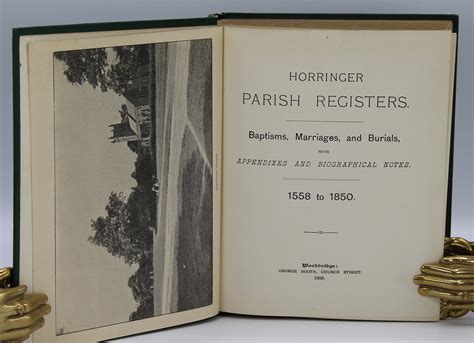 HORRINGER
PARISH REGISTERS.
Baptisms, Marriages, and Burials,
WITH
APPENDIXES AND BIOGRAPHICAL NOTES.
1558 to 1850.
Woodbridge:
GEORGE BOOTH, CHURCH STREET.
1900.